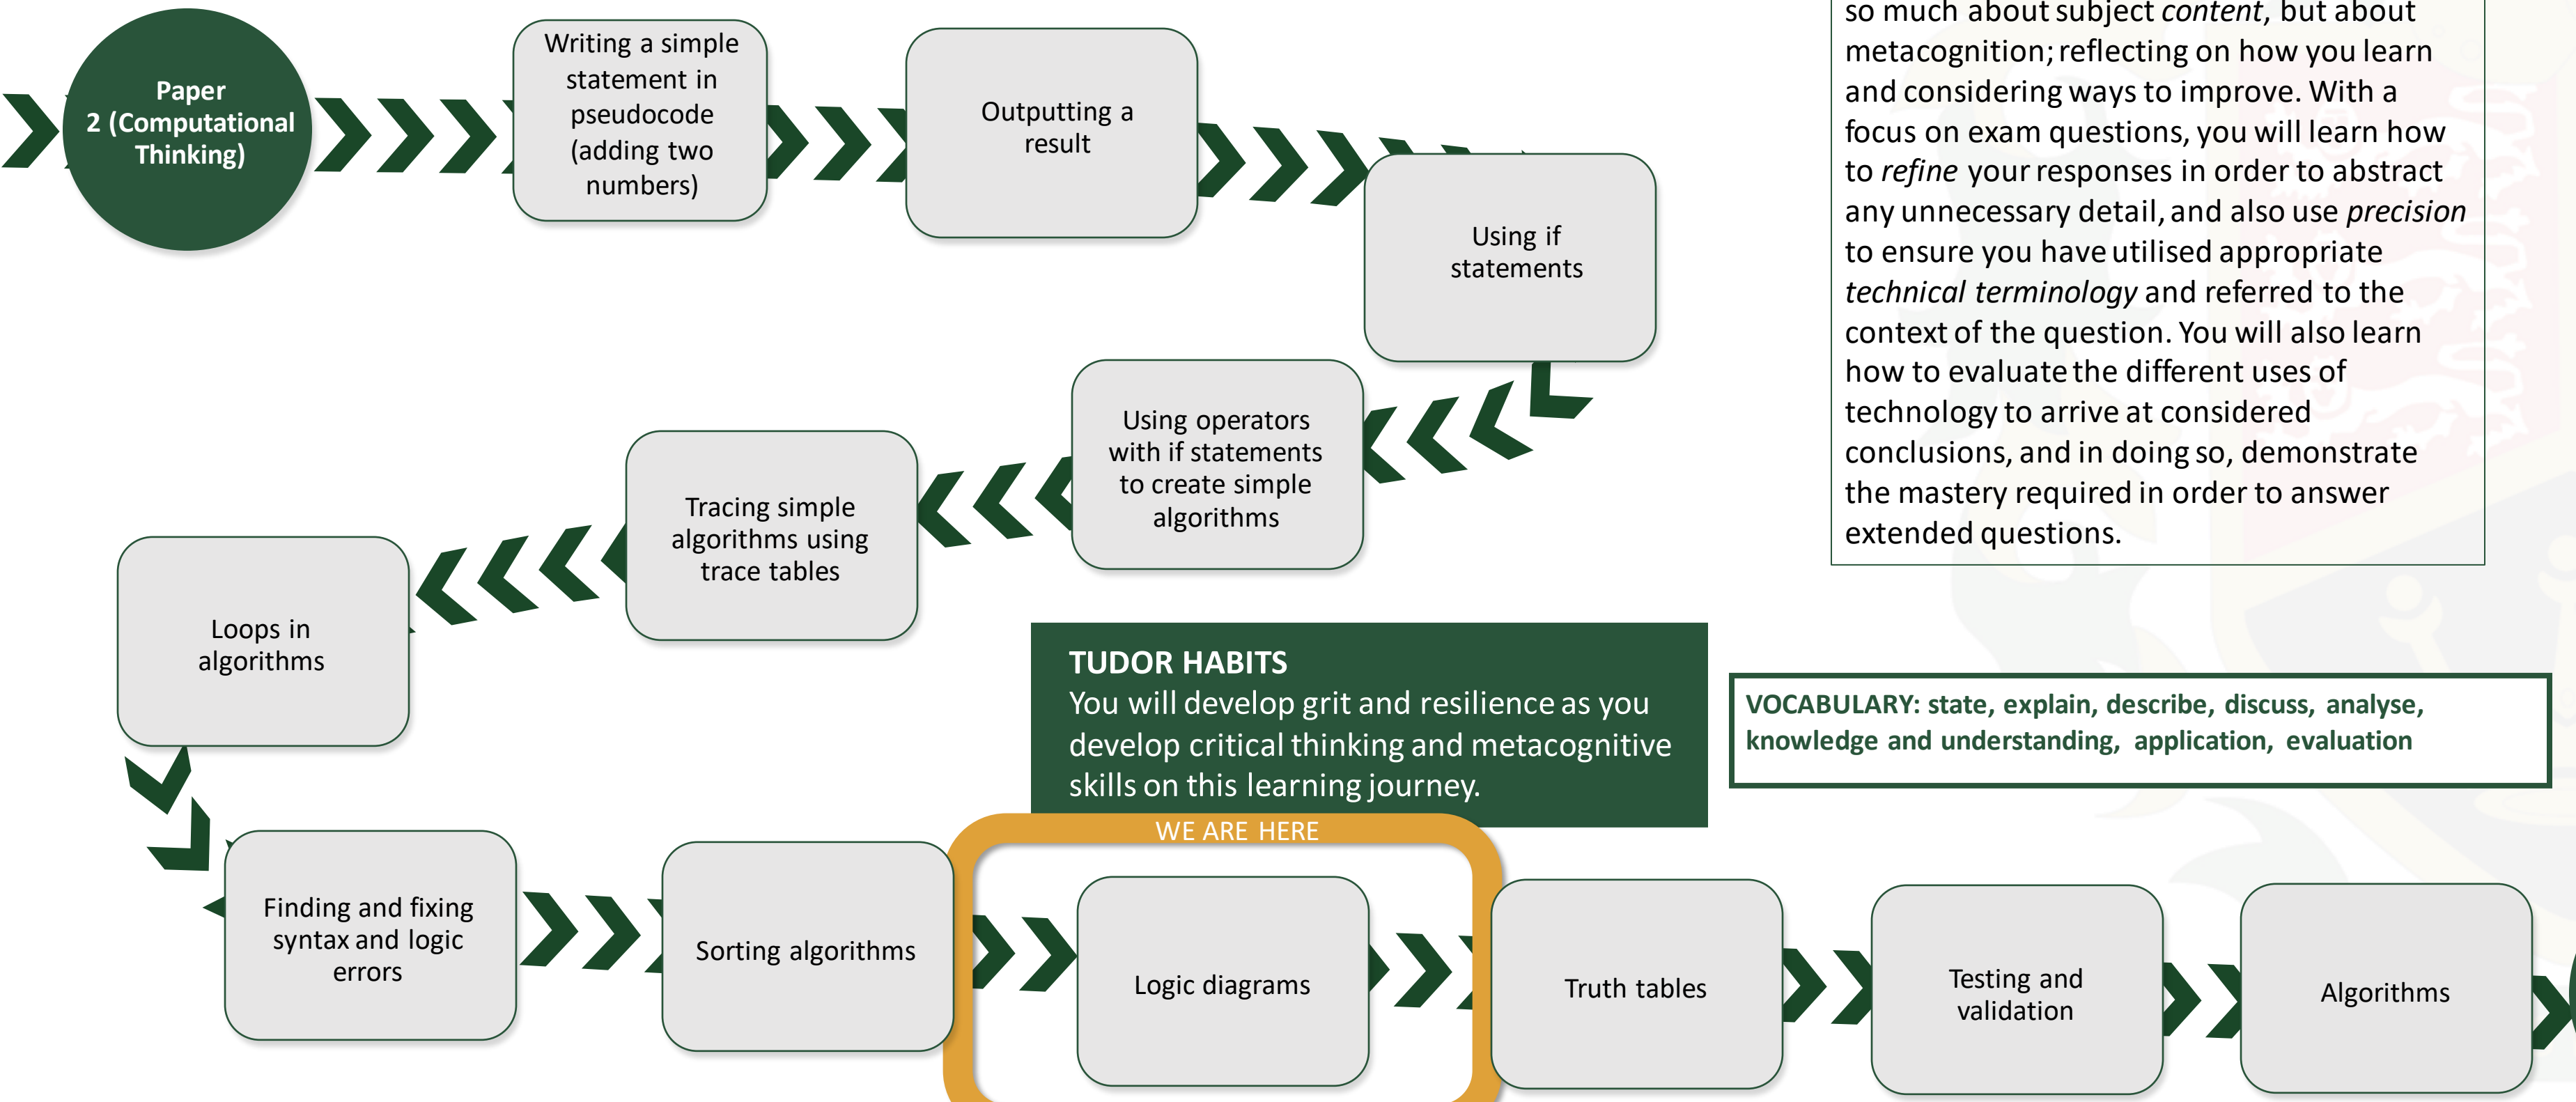 Paper
2 (Computational
Thinking)
Writing a simple
statement in
pseudocode
(adding two
numbers)
Outputting a
result
Using if
statements
Using operators
with if statements
to create simple
algorithms
Tracing simple
algorithms using
trace tables
Loops in
algorithms
Finding and fixing
syntax and logic
errors
Sorting algorithms
WE ARE HERE
Logic diagrams
Truth tables
Testing and
validation
Algorithms
so much about subject content, but about
metacognition; reflecting on how you learn
and considering ways to improve. With a
focus on exam questions, you will learn how
to refine your responses in order to abstract
any unnecessary detail, and also use precision
to ensure you have utilised appropriate
technical terminology and referred to the
context of the question. You will also learn
how to evaluate the different uses of
technology to arrive at considered
conclusions, and in doing so, demonstrate
the mastery required in order to answer
extended questions.
TUDOR HABITS
You will develop grit and resilience as you
develop critical thinking and metacognitive
skills on this learning journey.
VOCABULARY: state, explain, describe, discuss, analyse,
knowledge and understanding, application, evaluation